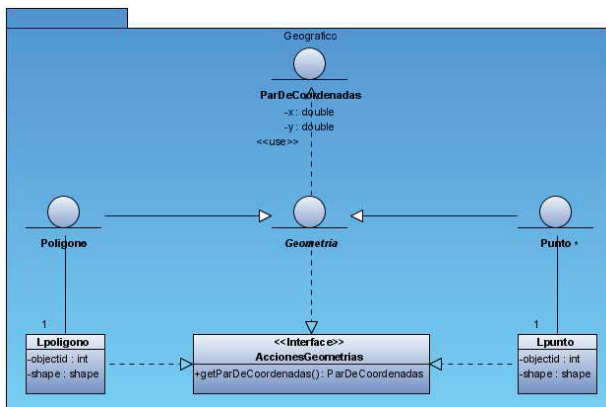 Geografico
ParDeCoordenadas
-x : double
-y : double
<<use>>
Poligono
Geometria
Punto *
1
1
Lpoligono
-objectid : int
-shape : shape
<<Interface>>
AccionesGeometrias
+getParDeCoordenadas() : ParDeCoordenadas
Lpunto
-objectid : int
-shape : shape